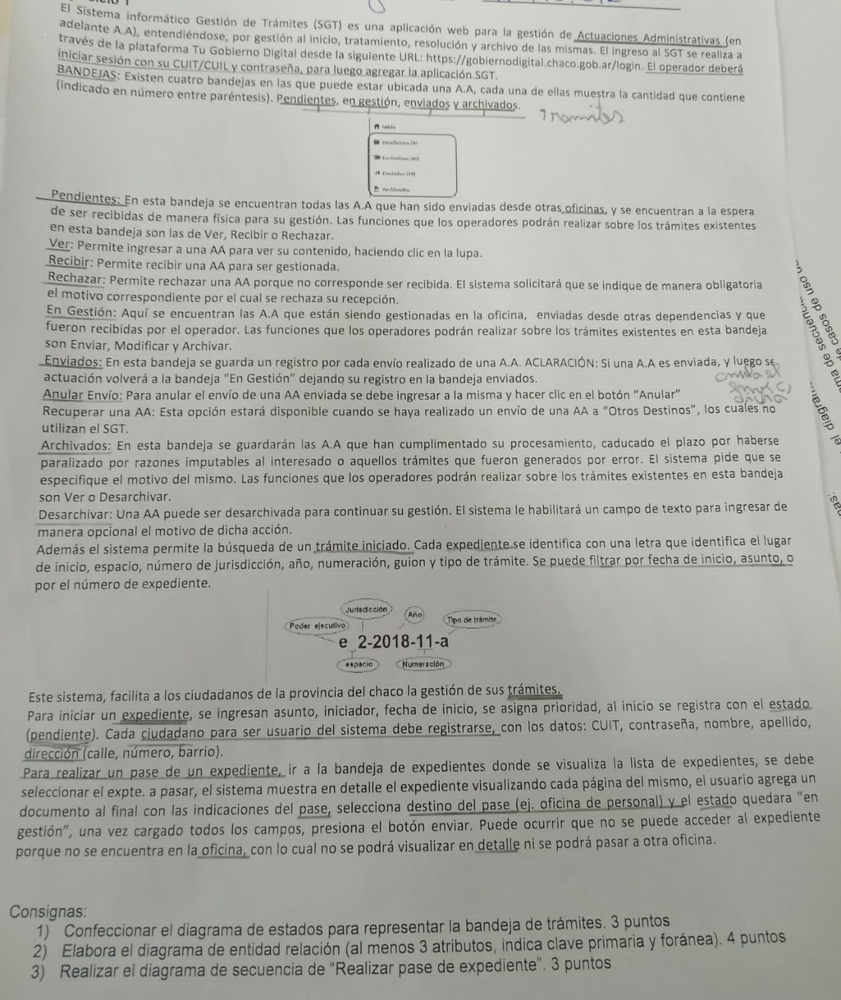 El Sistema informático Gestión de Trámites (SGT) es una aplicación web para la gestión de Actuaciones Administrativas (en
adelante A.A), entendiéndose, por gestión al inicio, tratamiento, resolución y archivo de las mismas. El ingreso al SGT se realiza a
través de la plataforma Tu Gobierno Digital desde la siguiente URL: https://gobiernodigital.chaco.gob.ar/login. El operador deberá
iniciar sesión con su CUIT/CUIL y contraseña, para luego agregar la aplicación SGT.
BANDEJAS: Existen cuatro bandejas en las que puede estar ubicada una A.A, cada una de ellas muestra la cantidad que contiene
(indicado en número entre paréntesis). Pendientes, en gestión, enviados y archivados.
Tramites
Inicio
Pendientes (4)
En Gestion (40)
Enviados (14)
Archivados
Pendientes: En esta bandeja se encuentran todas las A.A que han sido enviadas desde otras oficinas, y se encuentran a la espera
de ser recibidas de manera física para su gestión. Las funciones que los operadores podrán realizar sobre los trámites existentes
en esta bandeja son las de Ver, Recibir o Rechazar.
Ver: Permite ingresar a una AA para ver su contenido, haciendo clic en la lupa.
Recibir: Permite recibir una AA para ser gestionada.
Rechazar: Permite rechazar una AA porque no corresponde ser recibida. El sistema solicitará que se indique de manera obligatoria
el motivo correspondiente por el cual se rechaza su recepción.
En Gestión: Aquí se encuentran las A.A que están siendo gestionadas en la oficina, enviadas desde otras dependencias y que
fueron recibidas por el operador. Las funciones que los operadores podrán realizar sobre los trámites existentes en esta bandeja
son Enviar, Modificar y Archivar.
Enviados: En esta bandeja se guarda un registro por cada envío realizado de una A.A. ACLARACIÓN: Si una A.A es enviada, y luego se
anula el
actuación volverá a la bandeja "En Gestión" dejando su registro en la bandeja enviados.
dicha
Anular Envío: Para anular el envío de una AA enviada se debe ingresar a la misma y hacer clic en el botón "Anular"
Recuperar una AA: Esta opción estará disponible cuando se haya realizado un envío de una AA a "Otros Destinos", los cuales no
utilizan el SGT.
Archivados: En esta bandeja se guardarán las A.A que han cumplimentado su procesamiento, caducado el plazo por haberse
paralizado por razones imputables al interesado o aquellos trámites que fueron generados por error. El sistema pide que se
especifique el motivo del mismo. Las funciones que los operadores podrán realizar sobre los trámites existentes en esta bandeja
son Ver o Desarchivar.
Desarchivar: Una AA puede ser desarchivada para continuar su gestión. El sistema le habilitará un campo de texto para ingresar de
manera opcional el motivo de dicha acción.
Además el sistema permite la búsqueda de un trámite iniciado. Cada expediente se identifica con una letra que identifica el lugar
de inicio, espacio, número de jurisdicción, año, numeración, guion y tipo de trámite. Se puede filtrar por fecha de inicio, asunto, o
por el número de expediente.
Jurisdicción
Año
Tipo de trámite
Poder ejecutivo
e 2-2018-11-a
espacio
Numeración
Este sistema, facilita a los ciudadanos de la provincia del chaco la gestión de sus trámites.
Para iniciar un expediente, se ingresan asunto, iniciador, fecha de inicio, se asigna prioridad, al inicio se registra con el estado
(pendiente). Cada ciudadano para ser usuario del sistema debe registrarse, con los datos: CUIT, contraseña, nombre, apellido,
dirección (calle, número, barrio).
Para realizar un pase de un expediente, ir a la bandeja de expedientes donde se visualiza la lista de expedientes, se debe
seleccionar el expte. a pasar, el sistema muestra en detalle el expediente visualizando cada página del mismo, el usuario agrega un
documento al final con las indicaciones del pase, selecciona destino del pase (ej. oficina de personal) y el estado quedara "en
gestión", una vez cargado todos los campos, presiona el botón enviar. Puede ocurrir que no se puede acceder al expediente
porque no se encuentra en la oficina, con lo cual no se podrá visualizar en detalle ni se podrá pasar a otra oficina.
Consignas:
1) Confeccionar el diagrama de estados para representar la bandeja de trámites. 3 puntos
2) Elabora el diagrama de entidad relación (al menos 3 atributos, indica clave primaria y foránea). 4 puntos
3) Realizar el diagrama de secuencia de "Realizar pase de expediente". 3 puntos
de casos de uso
de secuencia
el